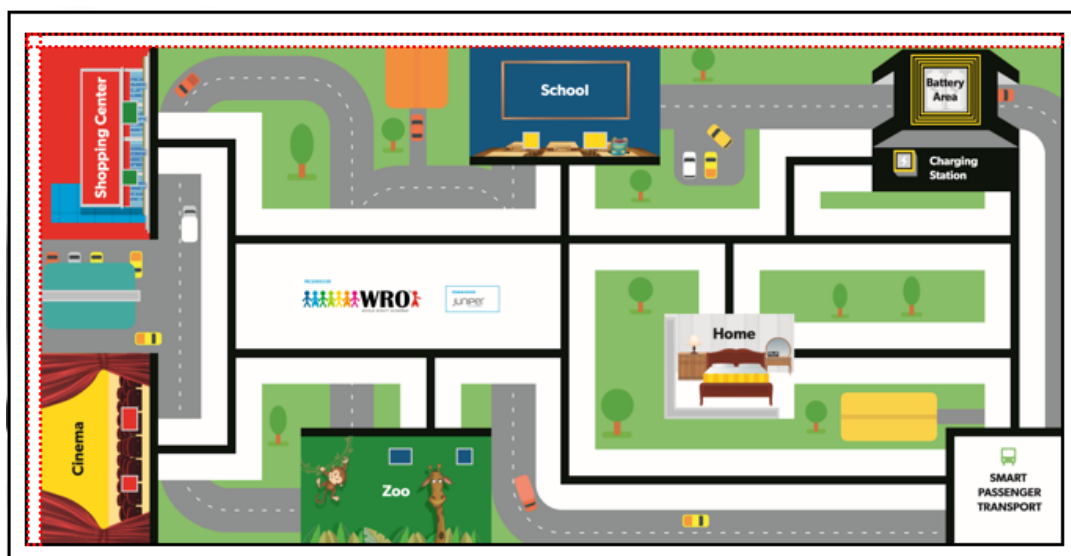 Shopping Center
School
Battery
Area
Charging
Station
WRO
juniper
Home
Cinema
Zoo
SMART
PASSENGER
TRANSPORT